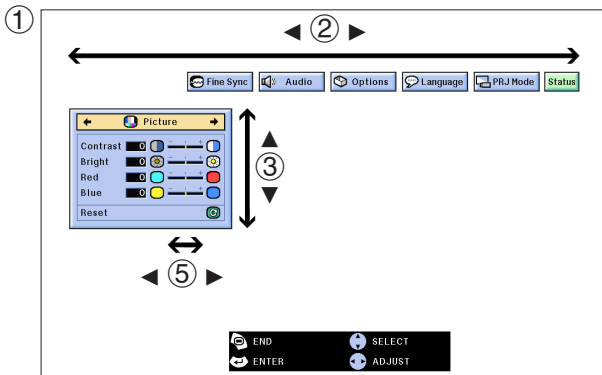 ①
◀ ② ▶
Fine Sync Audio Options Language PRJ Mode Status
← Picture →
Contrast 0 - +
Bright 0 - +
Red 0 - +
Blue 0 - +
Reset
▲
③
▼
◀ ⑤ ▶
END SELECT
ENTER ADJUST